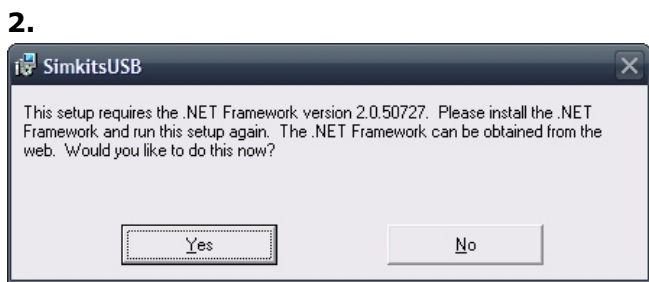 2.
SimkitsUSB
This setup requires the .NET Framework version 2.0.50727. Please install the .NET
Framework and run this setup again. The .NET Framework can be obtained from the
web. Would you like to do this now?
Yes
No